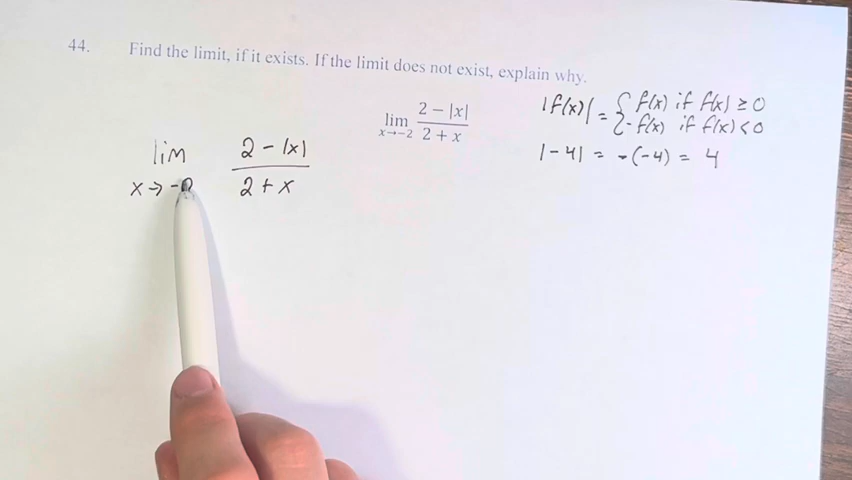 44. Find the limit, if it exists. If the limit does not exist, explain why.
lim x→−2 (2 − |x|)/(2 + x)
|f(x)| = { f(x) if f(x) ≥ 0
-f(x) if f(x) < 0
|-4| = -(-4) = 4
lim x→-2 (2 - |x|)/(2 + x)